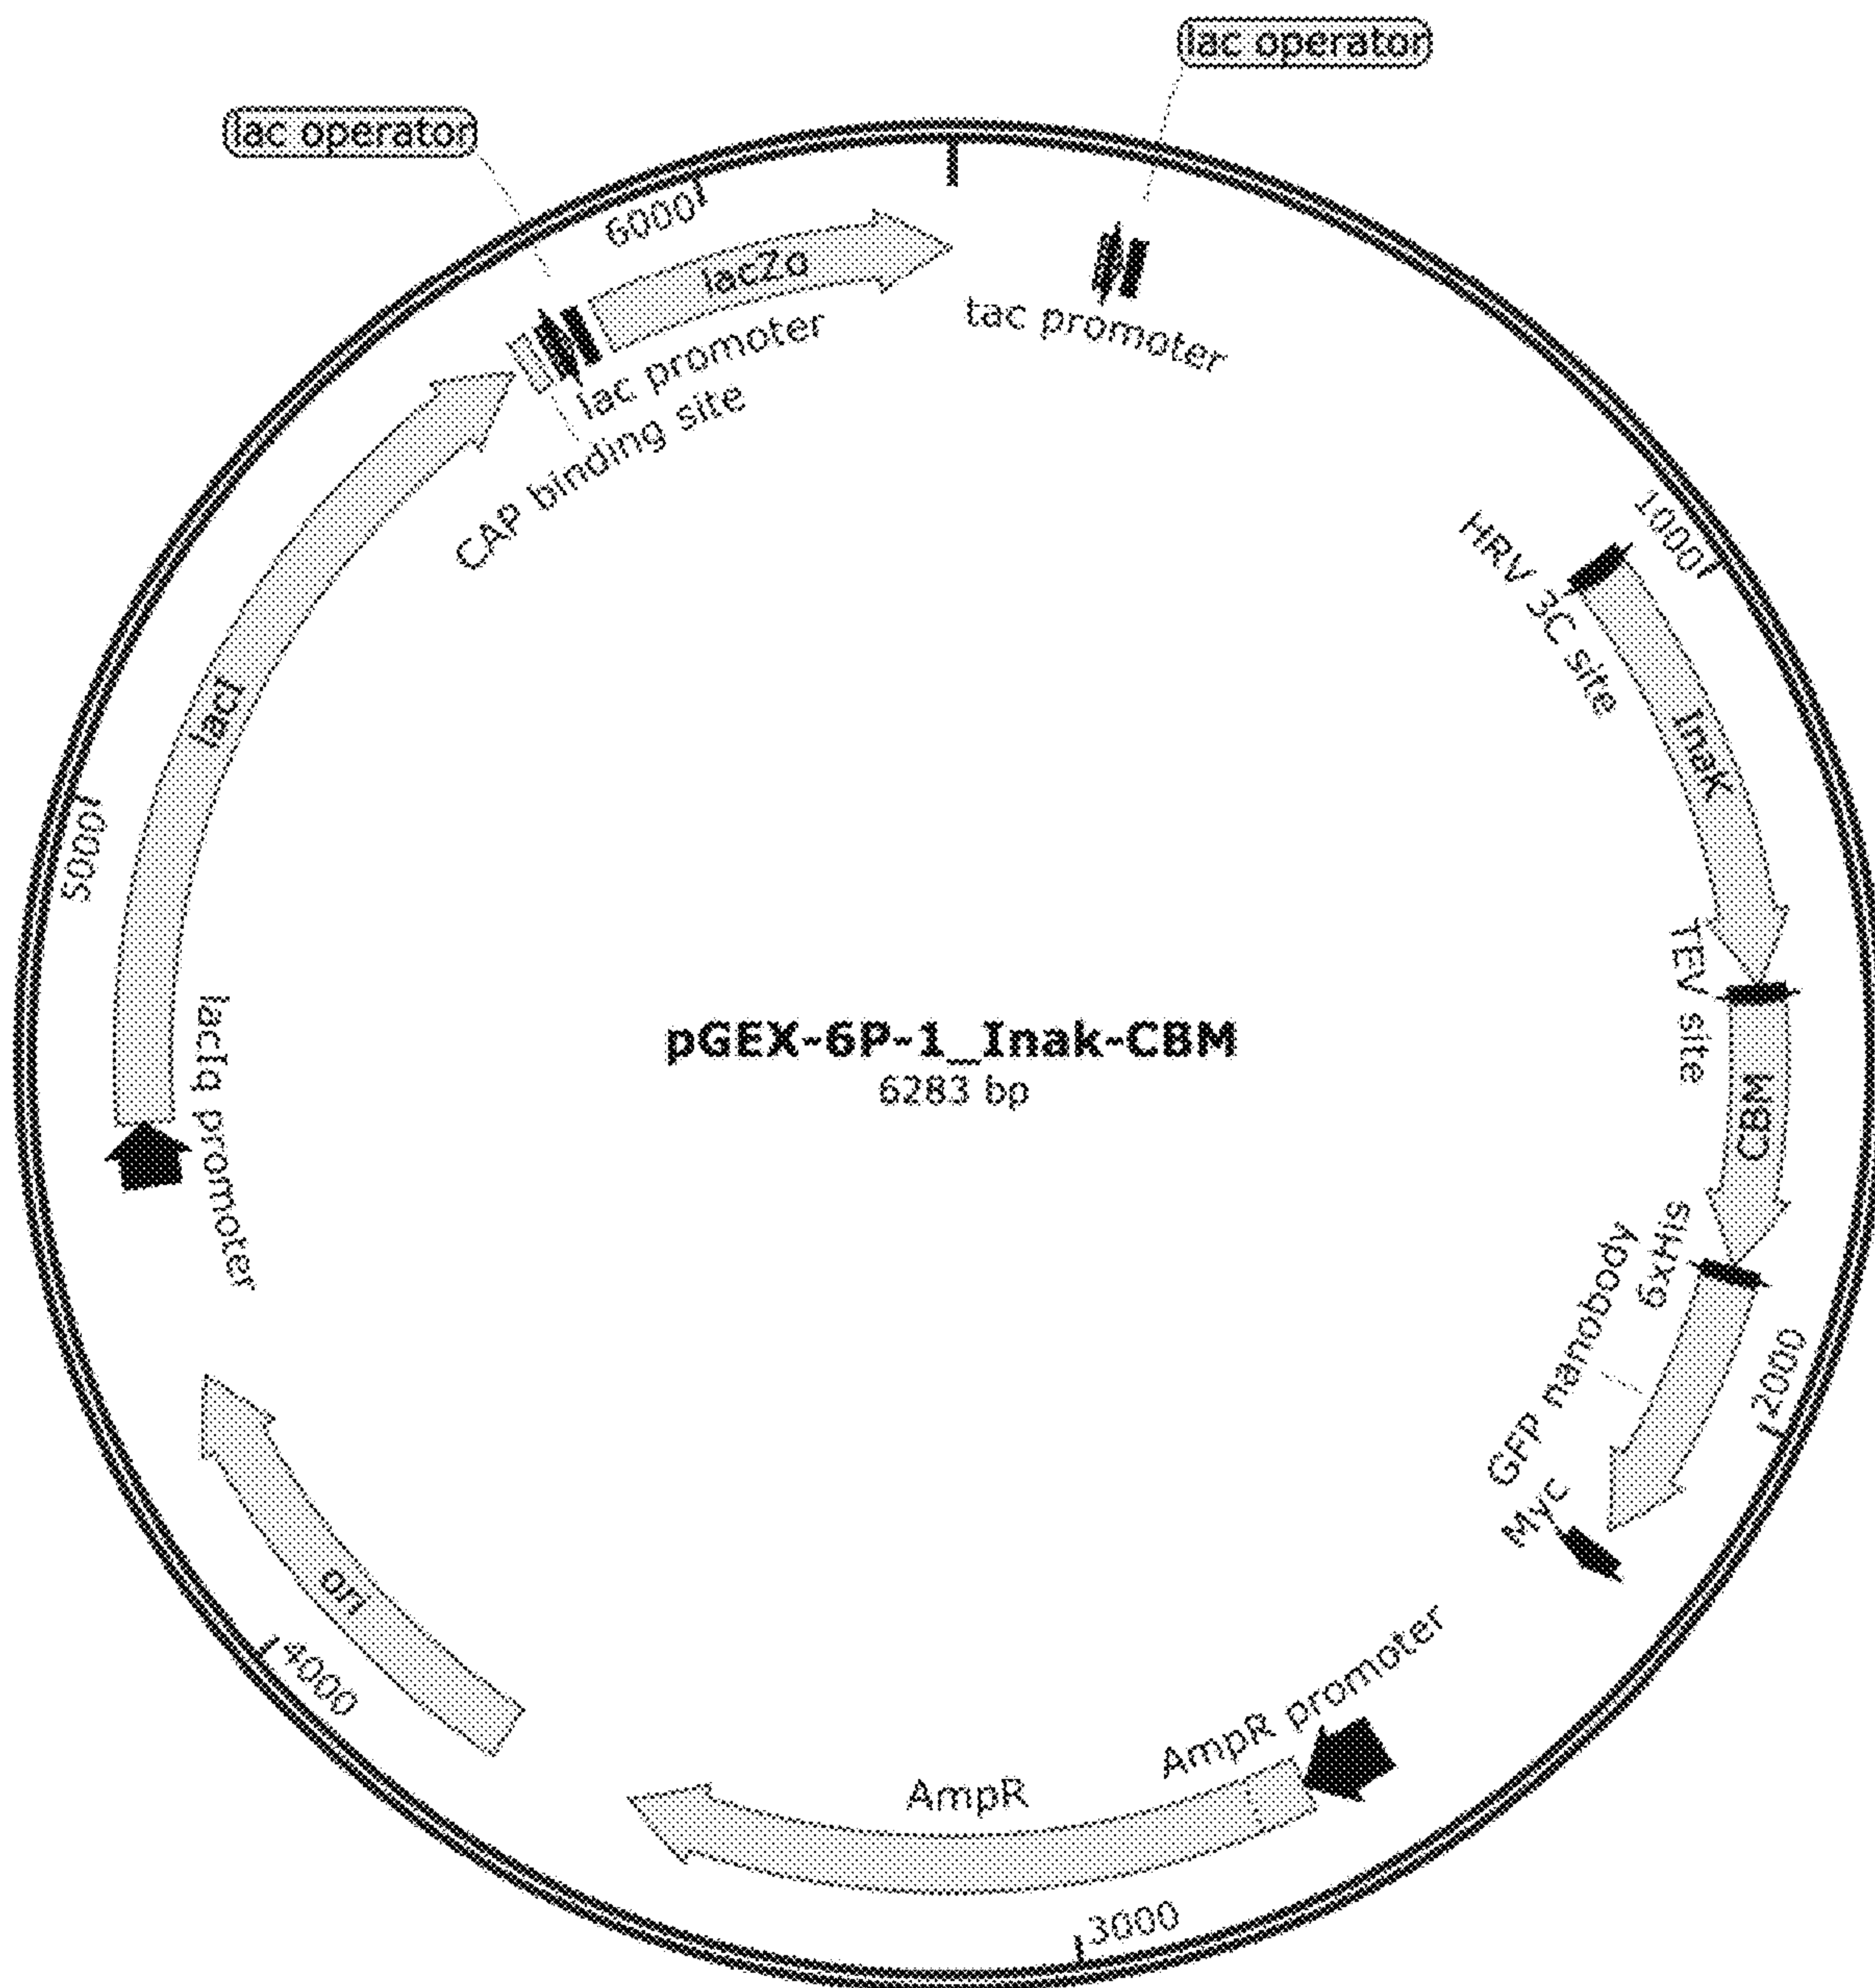 lac operator
lac operator
6000
lacZα
tac promoter
lac promoter
CAP binding site
1000
HRV 3C site
InaK
lacI
5000
TEV site
lacIq promoter
pGEX-6P-1_Inak-CBM
6283 bp
CBM
6xHis
GFP nanobody
2000
Myc
ori
4000
AmpR promoter
AmpR
3000